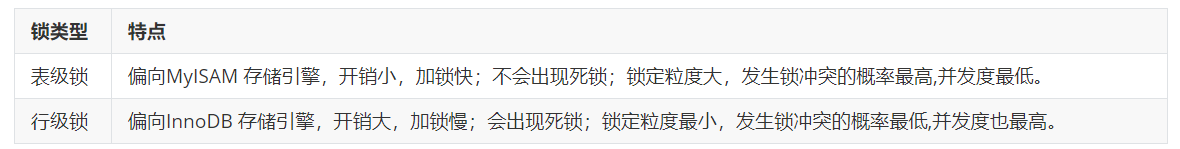 锁类型 特点
表级锁 偏向MyISAM 存储引擎，开销小，加锁快；不会出现死锁；锁定粒度大，发生锁冲突的概率最高,并发度最低。
行级锁 偏向InnoDB 存储引擎，开销大，加锁慢；会出现死锁；锁定粒度最小，发生锁冲突的概率最低,并发度也最高。